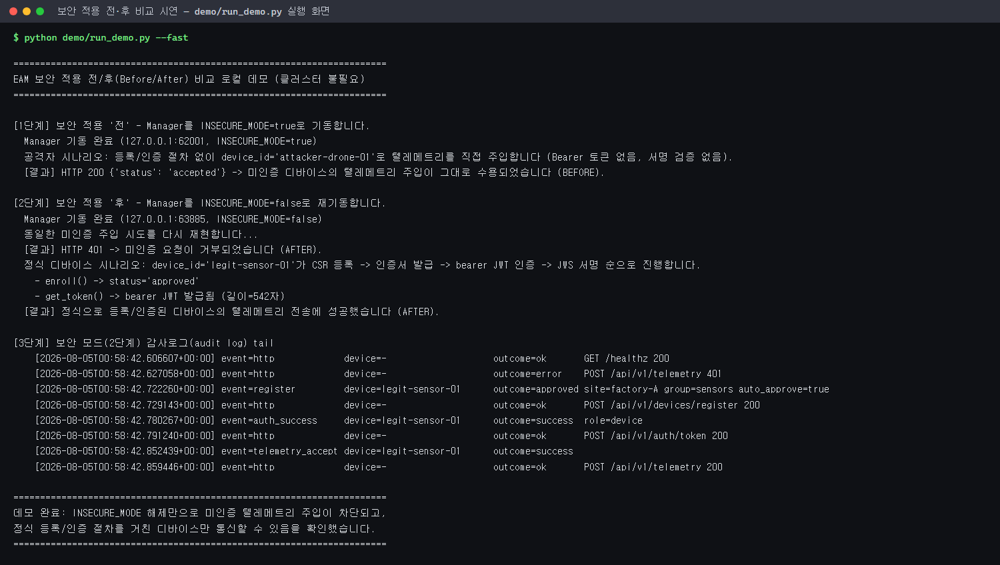 보안 적용 전·후 비교 시연 — demo/run_demo.py 실행 화면
$ python demo/run_demo.py --fast
======================================================================
EAM 보안 적용 전/후(Before/After) 비교 로컬 데모 (클러스터 불필요)
======================================================================
[1단계] 보안 적용 '전' - Manager를 INSECURE_MODE=true로 기동합니다.
Manager 기동 완료 (127.0.0.1:62001, INSECURE_MODE=true)
공격자 시나리오: 등록/인증 절차 없이 device_id='attacker-drone-01'로 텔레메트리를 직접 주입합니다 (Bearer 토큰 없음, 서명 검증 없음).
[결과] HTTP 200 {'status': 'accepted'} -> 미인증 디바이스의 텔레메트리 주입이 그대로 수용되었습니다 (BEFORE).
[2단계] 보안 적용 '후' - Manager를 INSECURE_MODE=false로 재기동합니다.
Manager 기동 완료 (127.0.0.1:63885, INSECURE_MODE=false)
동일한 미인증 주입 시도를 다시 재현합니다...
[결과] HTTP 401 -> 미인증 요청이 거부되었습니다 (AFTER).
정식 디바이스 시나리오: device_id='legit-sensor-01'가 CSR 등록 -> 인증서 발급 -> bearer JWT 인증 -> JWS 서명 순으로 진행합니다.
- enroll() -> status='approved'
- get_token() -> bearer JWT 발급됨 (길이=542자)
[결과] 정식으로 등록/인증된 디바이스의 텔레메트리 전송에 성공했습니다 (AFTER).
[3단계] 보안 모드(2단계) 감사로그(audit log) tail
[2026-08-05T00:58:42.606607+00:00] event=http device=- outcome=ok GET /healthz 200
[2026-08-05T00:58:42.627058+00:00] event=http device=- outcome=error POST /api/v1/telemetry 401
[2026-08-05T00:58:42.722260+00:00] event=register device=legit-sensor-01 outcome=approved site=factory-A group=sensors auto_approve=true
[2026-08-05T00:58:42.729143+00:00] event=http device=- outcome=ok POST /api/v1/devices/register 200
[2026-08-05T00:58:42.780267+00:00] event=auth_success device=legit-sensor-01 outcome=success role=device
[2026-08-05T00:58:42.791240+00:00] event=http device=- outcome=ok POST /api/v1/auth/token 200
[2026-08-05T00:58:42.852439+00:00] event=telemetry_accept device=legit-sensor-01 outcome=success
[2026-08-05T00:58:42.859446+00:00] event=http device=- outcome=ok POST /api/v1/telemetry 200
======================================================================
데모 완료: INSECURE_MODE 해제만으로 미인증 텔레메트리 주입이 차단되고,
정식 등록/인증 절차를 거친 디바이스만 통신할 수 있음을 확인했습니다.
======================================================================